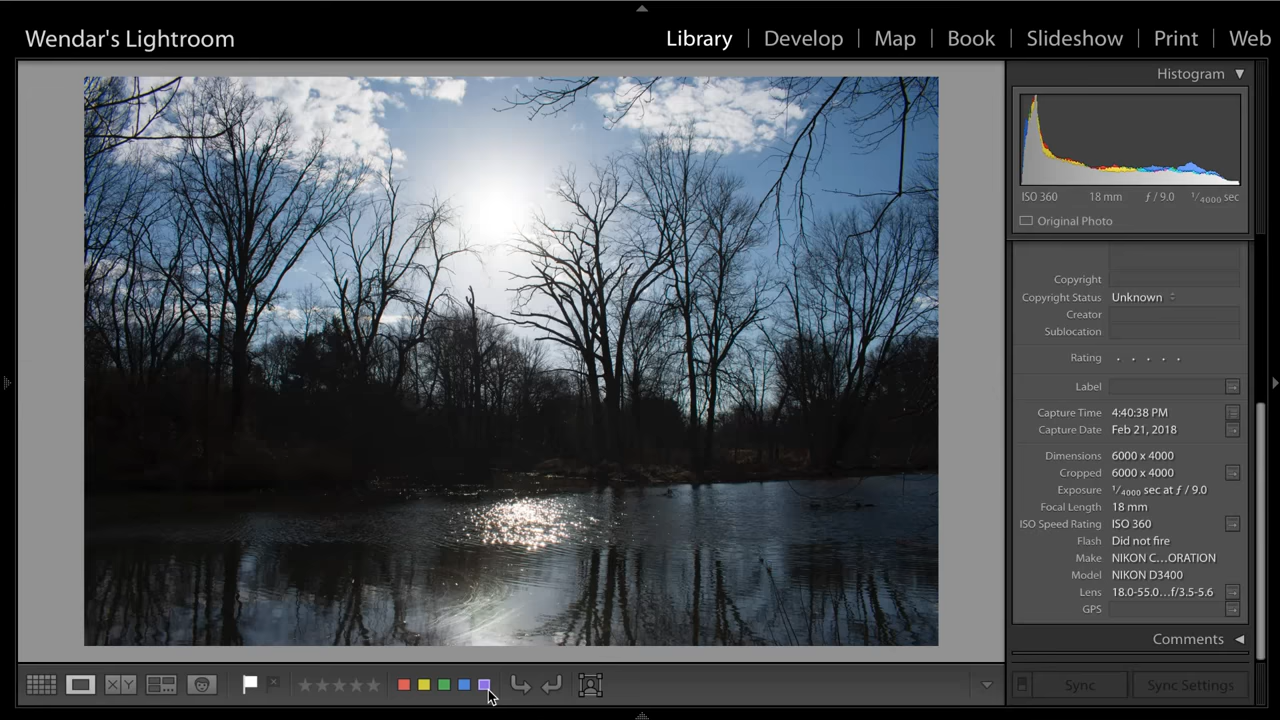 Wendar's Lightroom
Library | Develop | Map | Book | Slideshow | Print | Web
Histogram ▼
ISO 360 18 mm ƒ / 9.0 1/4000 sec
Original Photo
Copyright
Copyright Status Unknown
Creator
Sublocation
Rating . . . . .
Label
Capture Time 4:40:38 PM
Capture Date Feb 21, 2018
Dimensions 6000 x 4000
Cropped 6000 x 4000
Exposure 1/4000 sec at ƒ / 9.0
Focal Length 18 mm
ISO Speed Rating ISO 360
Flash Did not fire
Make NIKON C...ORATION
Model NIKON D3400
Lens 18.0-55.0...f/3.5-5.6
GPS
Comments ◀
X Y
Sync
Sync Settings